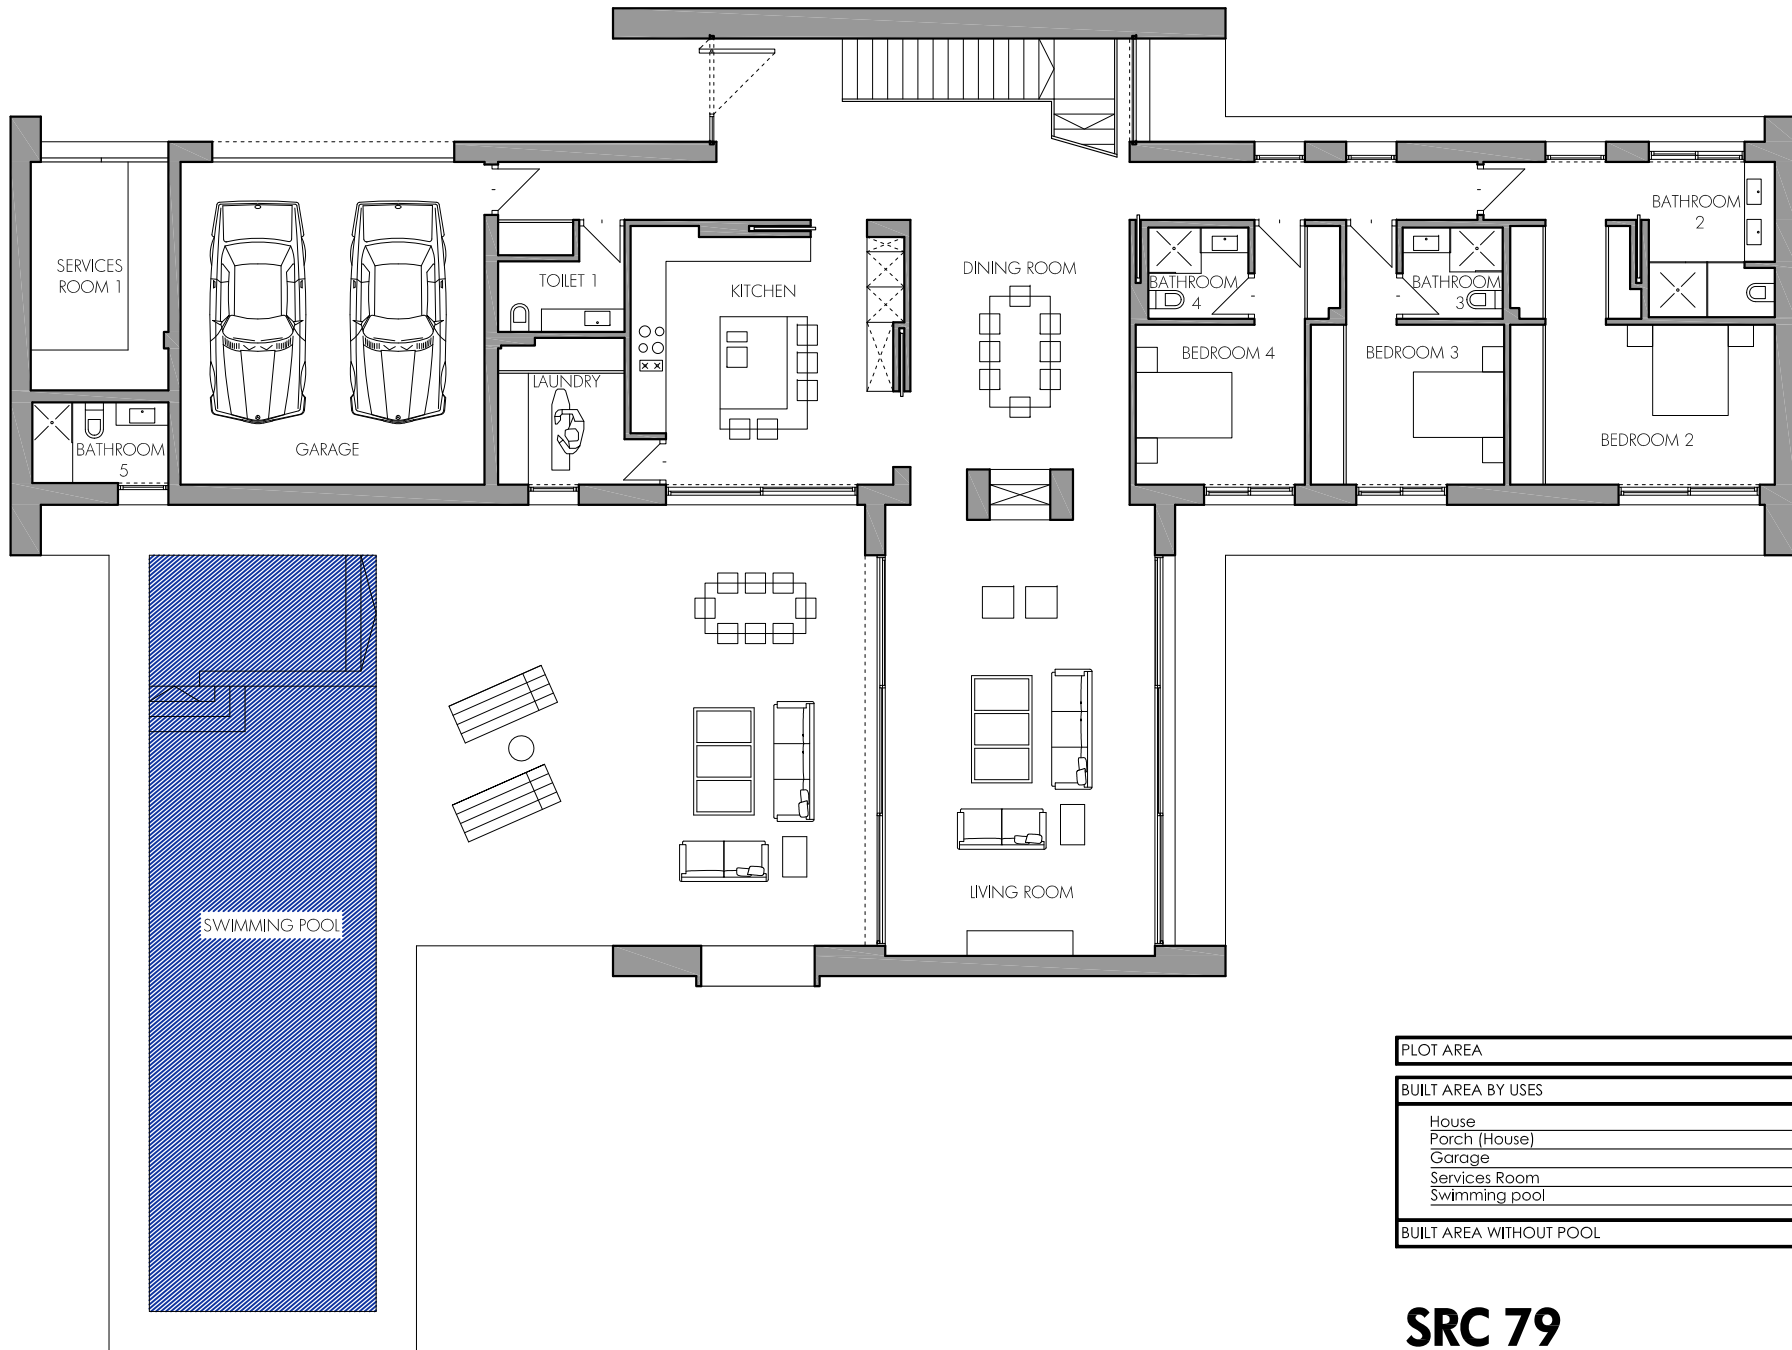 BATHROOM
2
SERVICES
ROOM 1
TOILET 1
KITCHEN
DINING ROOM
BATHROOM
4
BATHROOM
3
LAUNDRY
BEDROOM 4
BEDROOM 3
BEDROOM 2
BATHROOM
5
GARAGE
LIVING ROOM
SWIMMING POOL
PLOT AREA
BUILT AREA BY USES
House
Porch (House)
Garage
Services Room
Swimming pool
BUILT AREA WITHOUT POOL
SRC 79